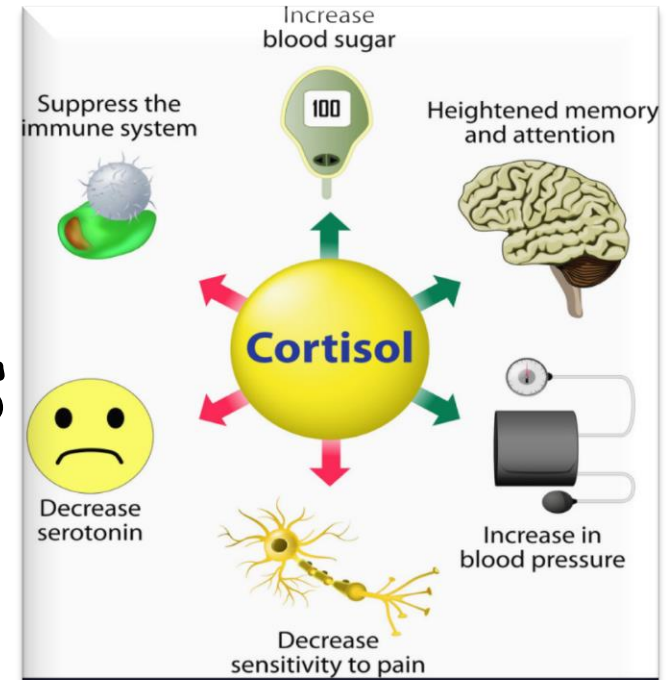 Increase
blood sugar
Suppress the
immune system
100
Heightened memory
and attention
Cortisol
Decrease
serotonin
Increase in
blood pressure
Decrease
sensitivity to pain